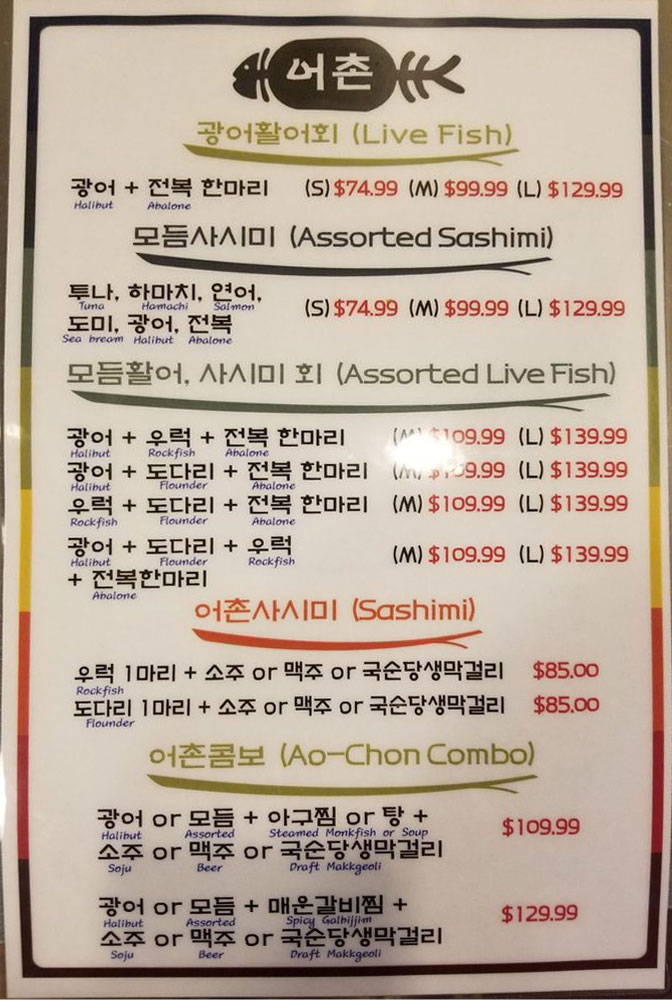 어촌
광어활어회 (Live Fish)
광어 + 전복 한마리 (S) $74.99 (M) $99.99 (L) $129.99
Halibut Abalone
모듬사시미 (Assorted Sashimi)
투나, 하마치, 연어,
Tuna Hamachi Salmon
(S) $74.99 (M) $99.99 (L) $129.99
도미, 광어, 전복
Sea bream Halibut Abalone
모듬활어, 사시미 회 (Assorted Live Fish)
광어 + 우럭 + 전복 한마리 (M) $109.99 (L) $139.99
Halibut Rockfish Abalone
광어 + 도다리 + 전복 한마리 (M) $109.99 (L) $139.99
Halibut Flounder Abalone
우럭 + 도다리 + 전복 한마리 (M) $109.99 (L) $139.99
Rockfish Flounder Abalone
광어 + 도다리 + 우럭 (M) $109.99 (L) $139.99
Halibut Flounder Rockfish
+ 전복한마리
Abalone
어촌사시미 (Sashimi)
우럭 1마리 + 소주 or 맥주 or 국순당생막걸리 $85.00
Rockfish
도다리 1마리 + 소주 or 맥주 or 국순당생막걸리 $85.00
Flounder
어촌콤보 (Ao-Chon Combo)
광어 or 모듬 + 아구찜 or 탕 + $109.99
Halibut Assorted Steamed Monkfish or Soup
소주 or 맥주 or 국순당생막걸리
Soju Beer Draft Makkgeoli
광어 or 모듬 + 매운갈비찜 + $129.99
Halibut Assorted Spicy Galbijjim
소주 or 맥주 or 국순당생막걸리
Soju Beer Draft Makkgeoli